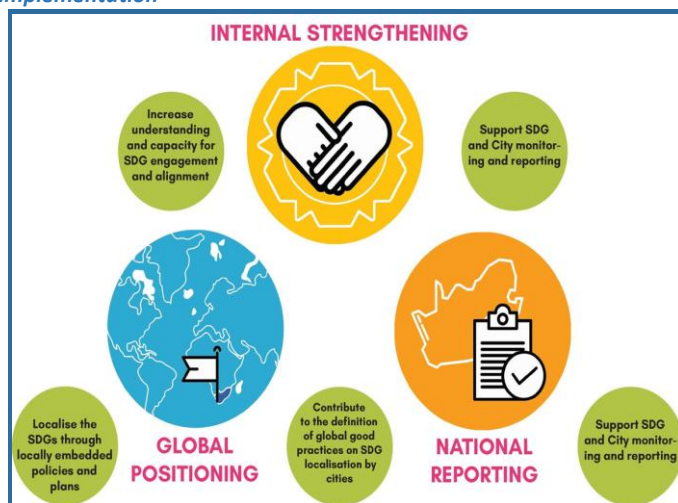 implementation
INTERNAL STRENGTHENING
Increase
understanding
and capacity for
SDG engagement
and alignment
Support SDG
and City monitor-
ing and reporting
Localise the
SDGs through
locally embedded
policies and
plans
GLOBAL
POSITIONING
Contribute
to the definition
of global good
practices on SDG
localisation by
cities
NATIONAL
REPORTING
Support SDG
and City monitor-
ing and reporting